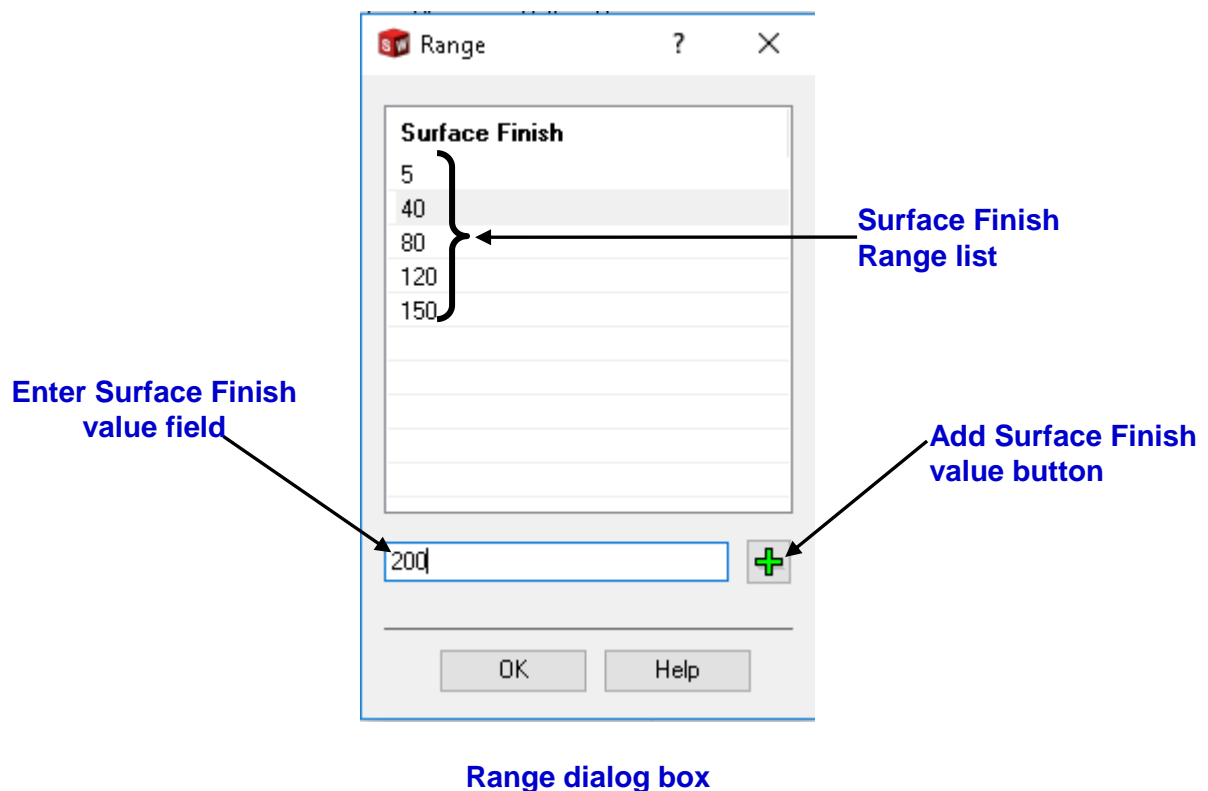 SW Range ? ×
Surface Finish
5
40
80
120
150
Surface Finish
Range list
Enter Surface Finish
value field
Add Surface Finish
value button
200
OK Help
Range dialog box